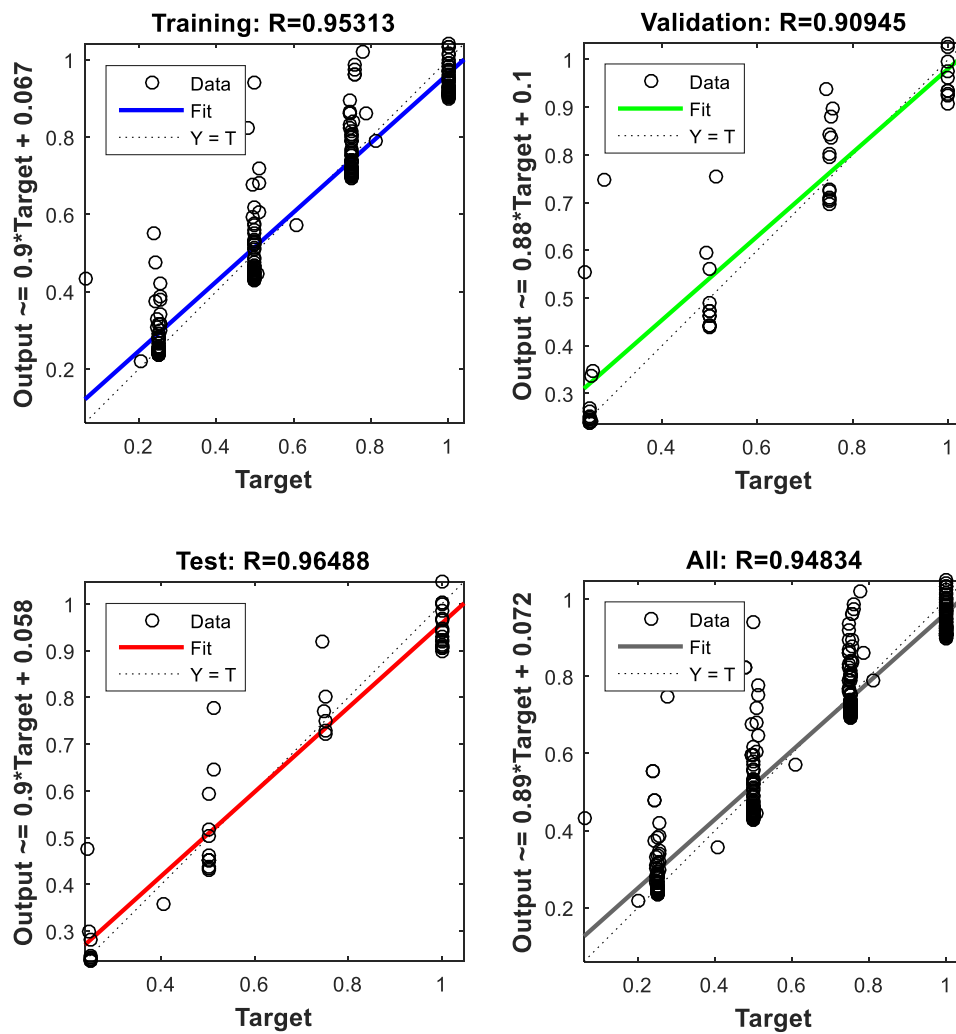 Training: R=0.95313
Output ~= 0.9*Target + 0.067
1
0.8
0.6
0.4
0.2
Data
Fit
Y = T
0.2 0.4 0.6 0.8 1
Target
Validation: R=0.90945
Output ~= 0.88*Target + 0.1
1
0.9
0.8
0.7
0.6
0.5
0.4
0.3
Data
Fit
Y = T
0.4 0.6 0.8 1
Target
Test: R=0.96488
Output ~= 0.9*Target + 0.058
1
0.9
0.8
0.7
0.6
0.5
0.4
0.3
Data
Fit
Y = T
0.4 0.6 0.8 1
Target
All: R=0.94834
Output ~= 0.89*Target + 0.072
1
0.8
0.6
0.4
0.2
Data
Fit
Y = T
0.2 0.4 0.6 0.8 1
Target